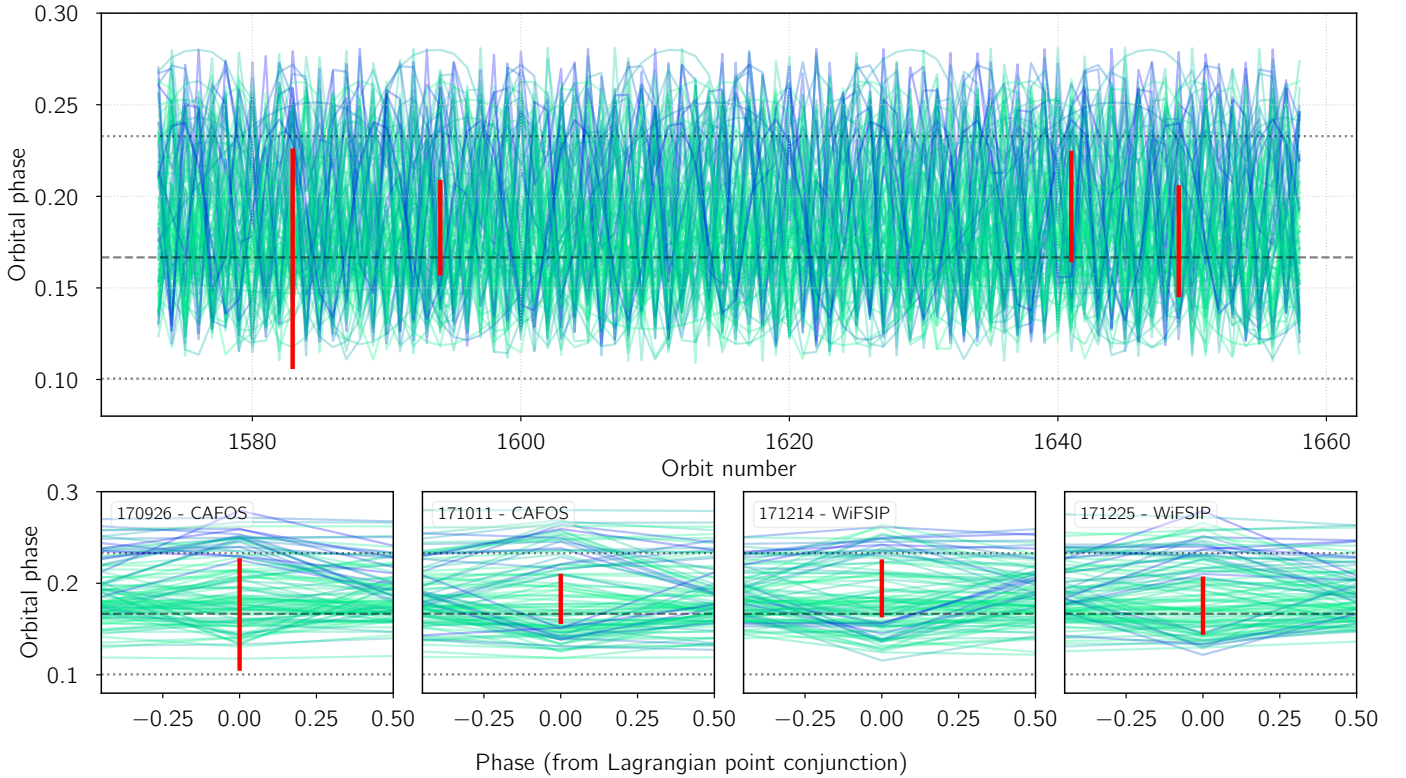 0.30
0.25
0.20
0.15
0.10
Orbital phase
1580 1600 1620 1640 1660
Orbit number
0.3
0.2
0.1
Orbital phase
170926 - CAFOS
171011 - CAFOS
171214 - WiFSIP
171225 - WiFSIP
−0.25 0.00 0.25 0.50
−0.25 0.00 0.25 0.50
−0.25 0.00 0.25 0.50
−0.25 0.00 0.25 0.50
Phase (from Lagrangian point conjunction)